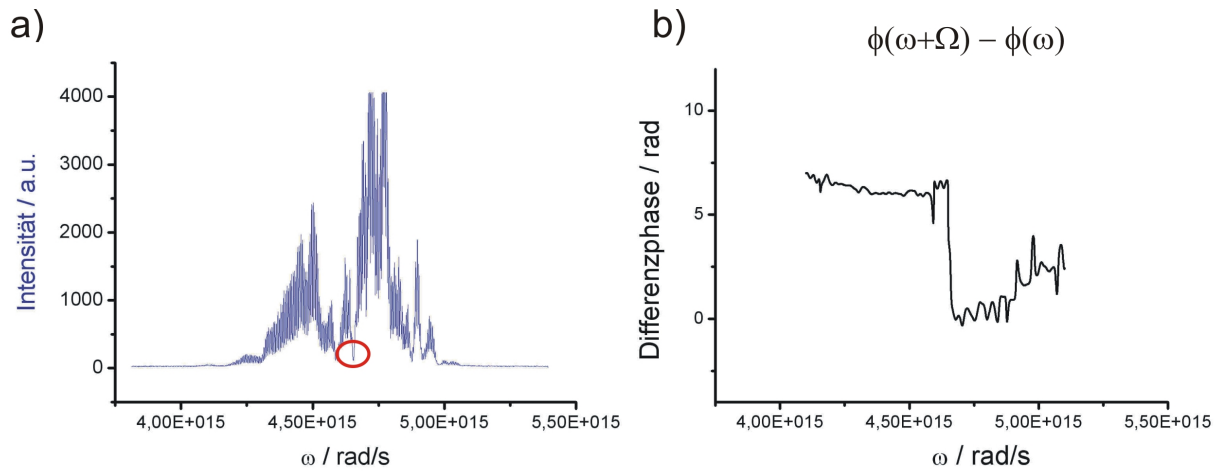 a)
Intensität / a.u.
4000
3000
2000
1000
0
4,00E+015 4,50E+015 5,00E+015 5,50E+015
ω / rad/s
b)
ϕ(ω+Ω) – ϕ(ω)
Differenzphase / rad
10
5
0
4,00E+015 4,50E+015 5,00E+015 5,50E+015
ω / rad/s